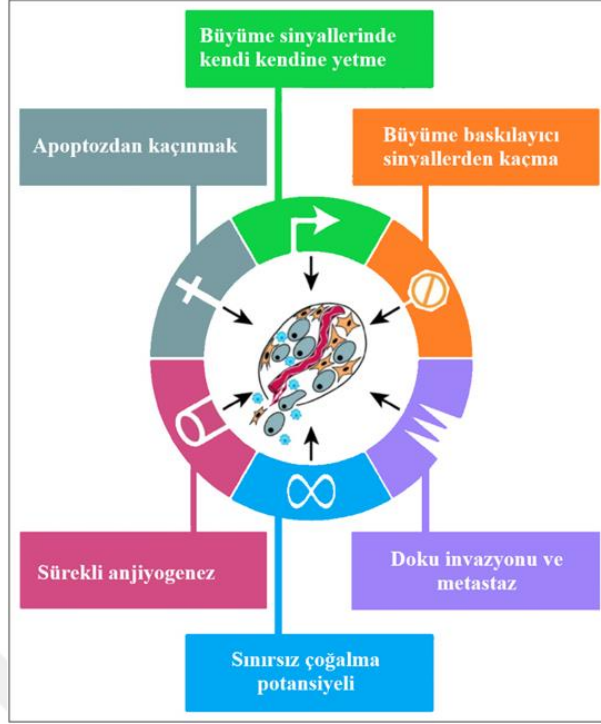 Büyüme sinyallerinde
kendi kendine yetme
Apoptozdan kaçınmak
Büyüme baskılayıcı
sinyallerden kaçma
Sürekli anjiyogenez
Doku invazyonu ve
metastaz
Sınırsız çoğalma
potansiyeli